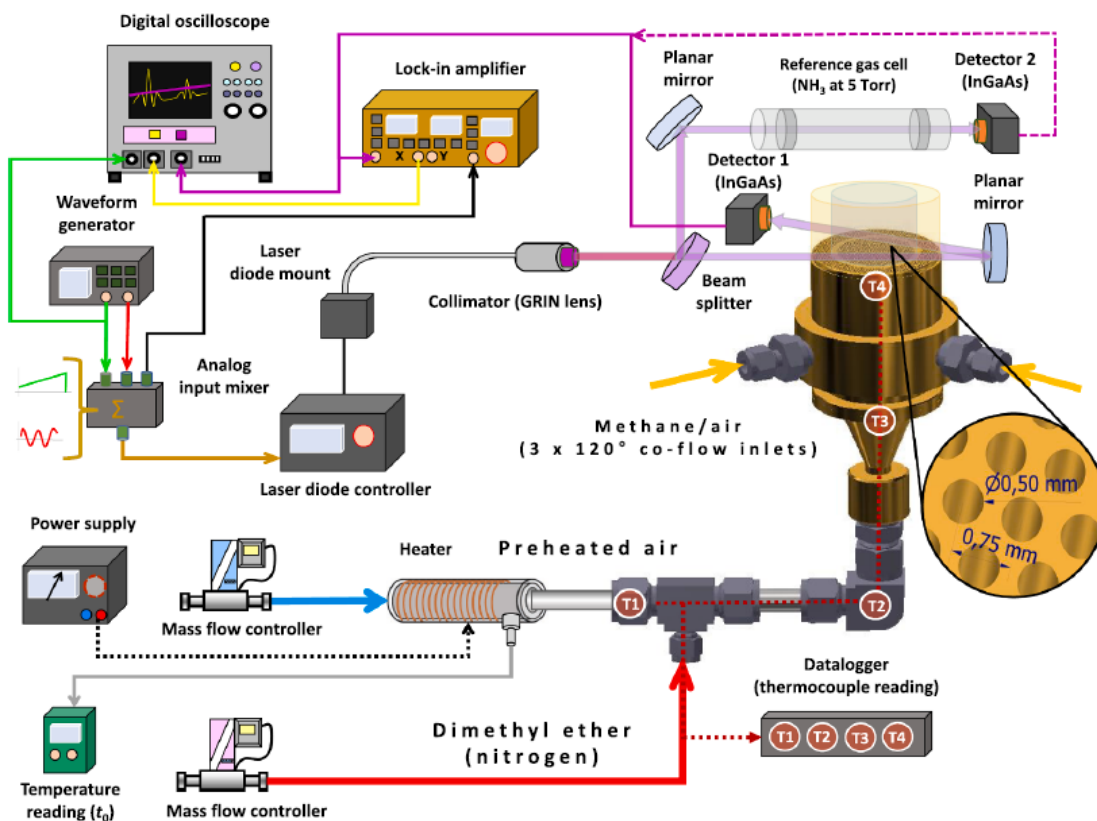 Digital oscilloscope
Lock-in amplifier
X
Y
Planar
mirror
Reference gas cell
(NH₃ at 5 Torr)
Detector 2
(InGaAs)
Detector 1
(InGaAs)
Planar
mirror
Waveform
generator
Laser
diode mount
Collimator (GRIN lens)
Beam
splitter
T4
Analog
input mixer
Σ
Laser diode controller
Methane/air
(3 x 120° co-flow inlets)
T3
Ø0,50 mm
0,75 mm
Power supply
Mass flow controller
Heater
Preheated air
T1
T2
Datalogger
(thermocouple reading)
T1 T2 T3 T4
Dimethyl ether
(nitrogen)
Temperature
reading (t₀)
Mass flow controller